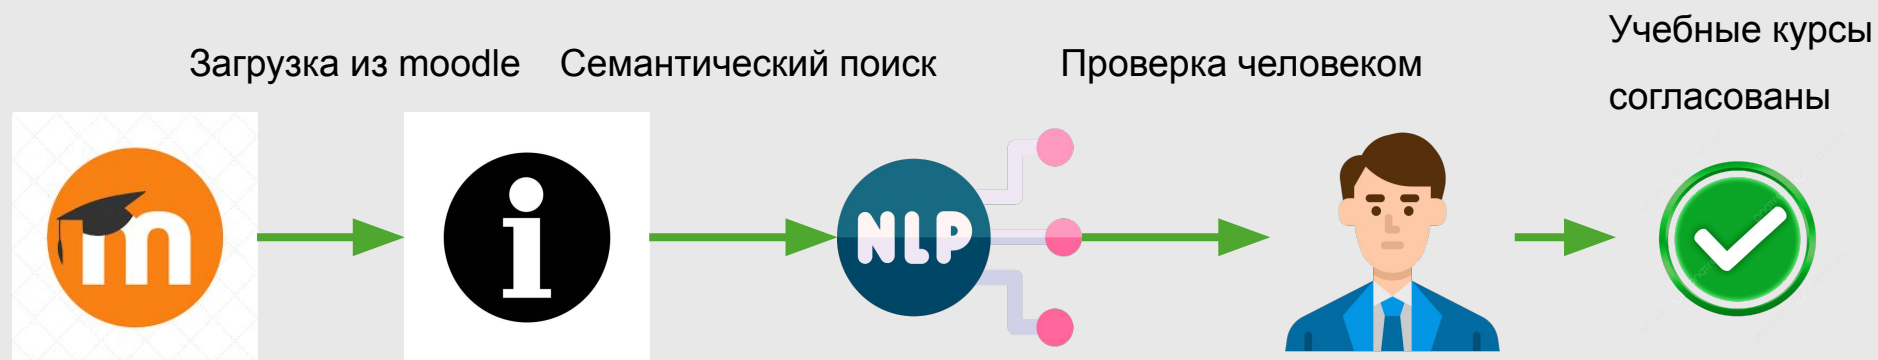 Загрузка из moodle
Семантический поиск
Проверка человеком
Учебные курсы
согласованы
m
i
NLP